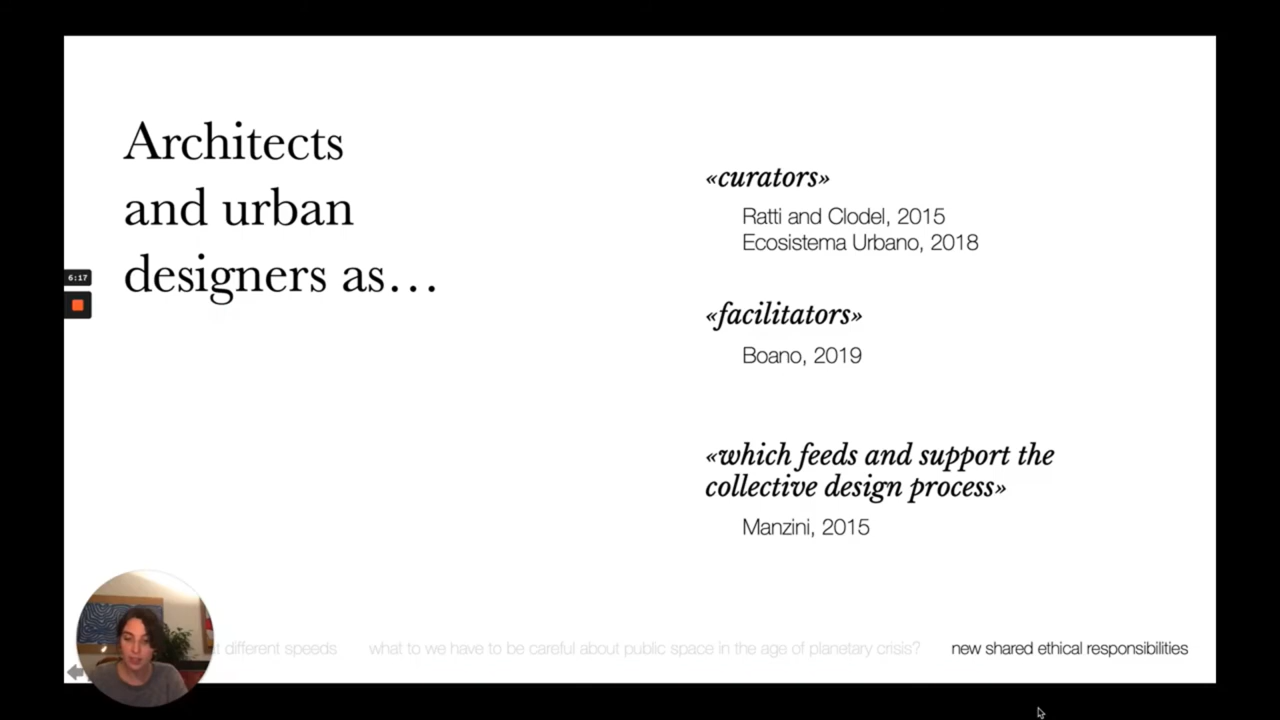 Architects
and urban
designers as…
«curators»
Ratti and Clodel, 2015
Ecosistema Urbano, 2018
«facilitators»
Boano, 2019
«which feeds and support the
collective design process»
Manzini, 2015
6:17
different speeds
what to we have to be careful about public space in the age of planetary crisis?
new shared ethical responsibilities